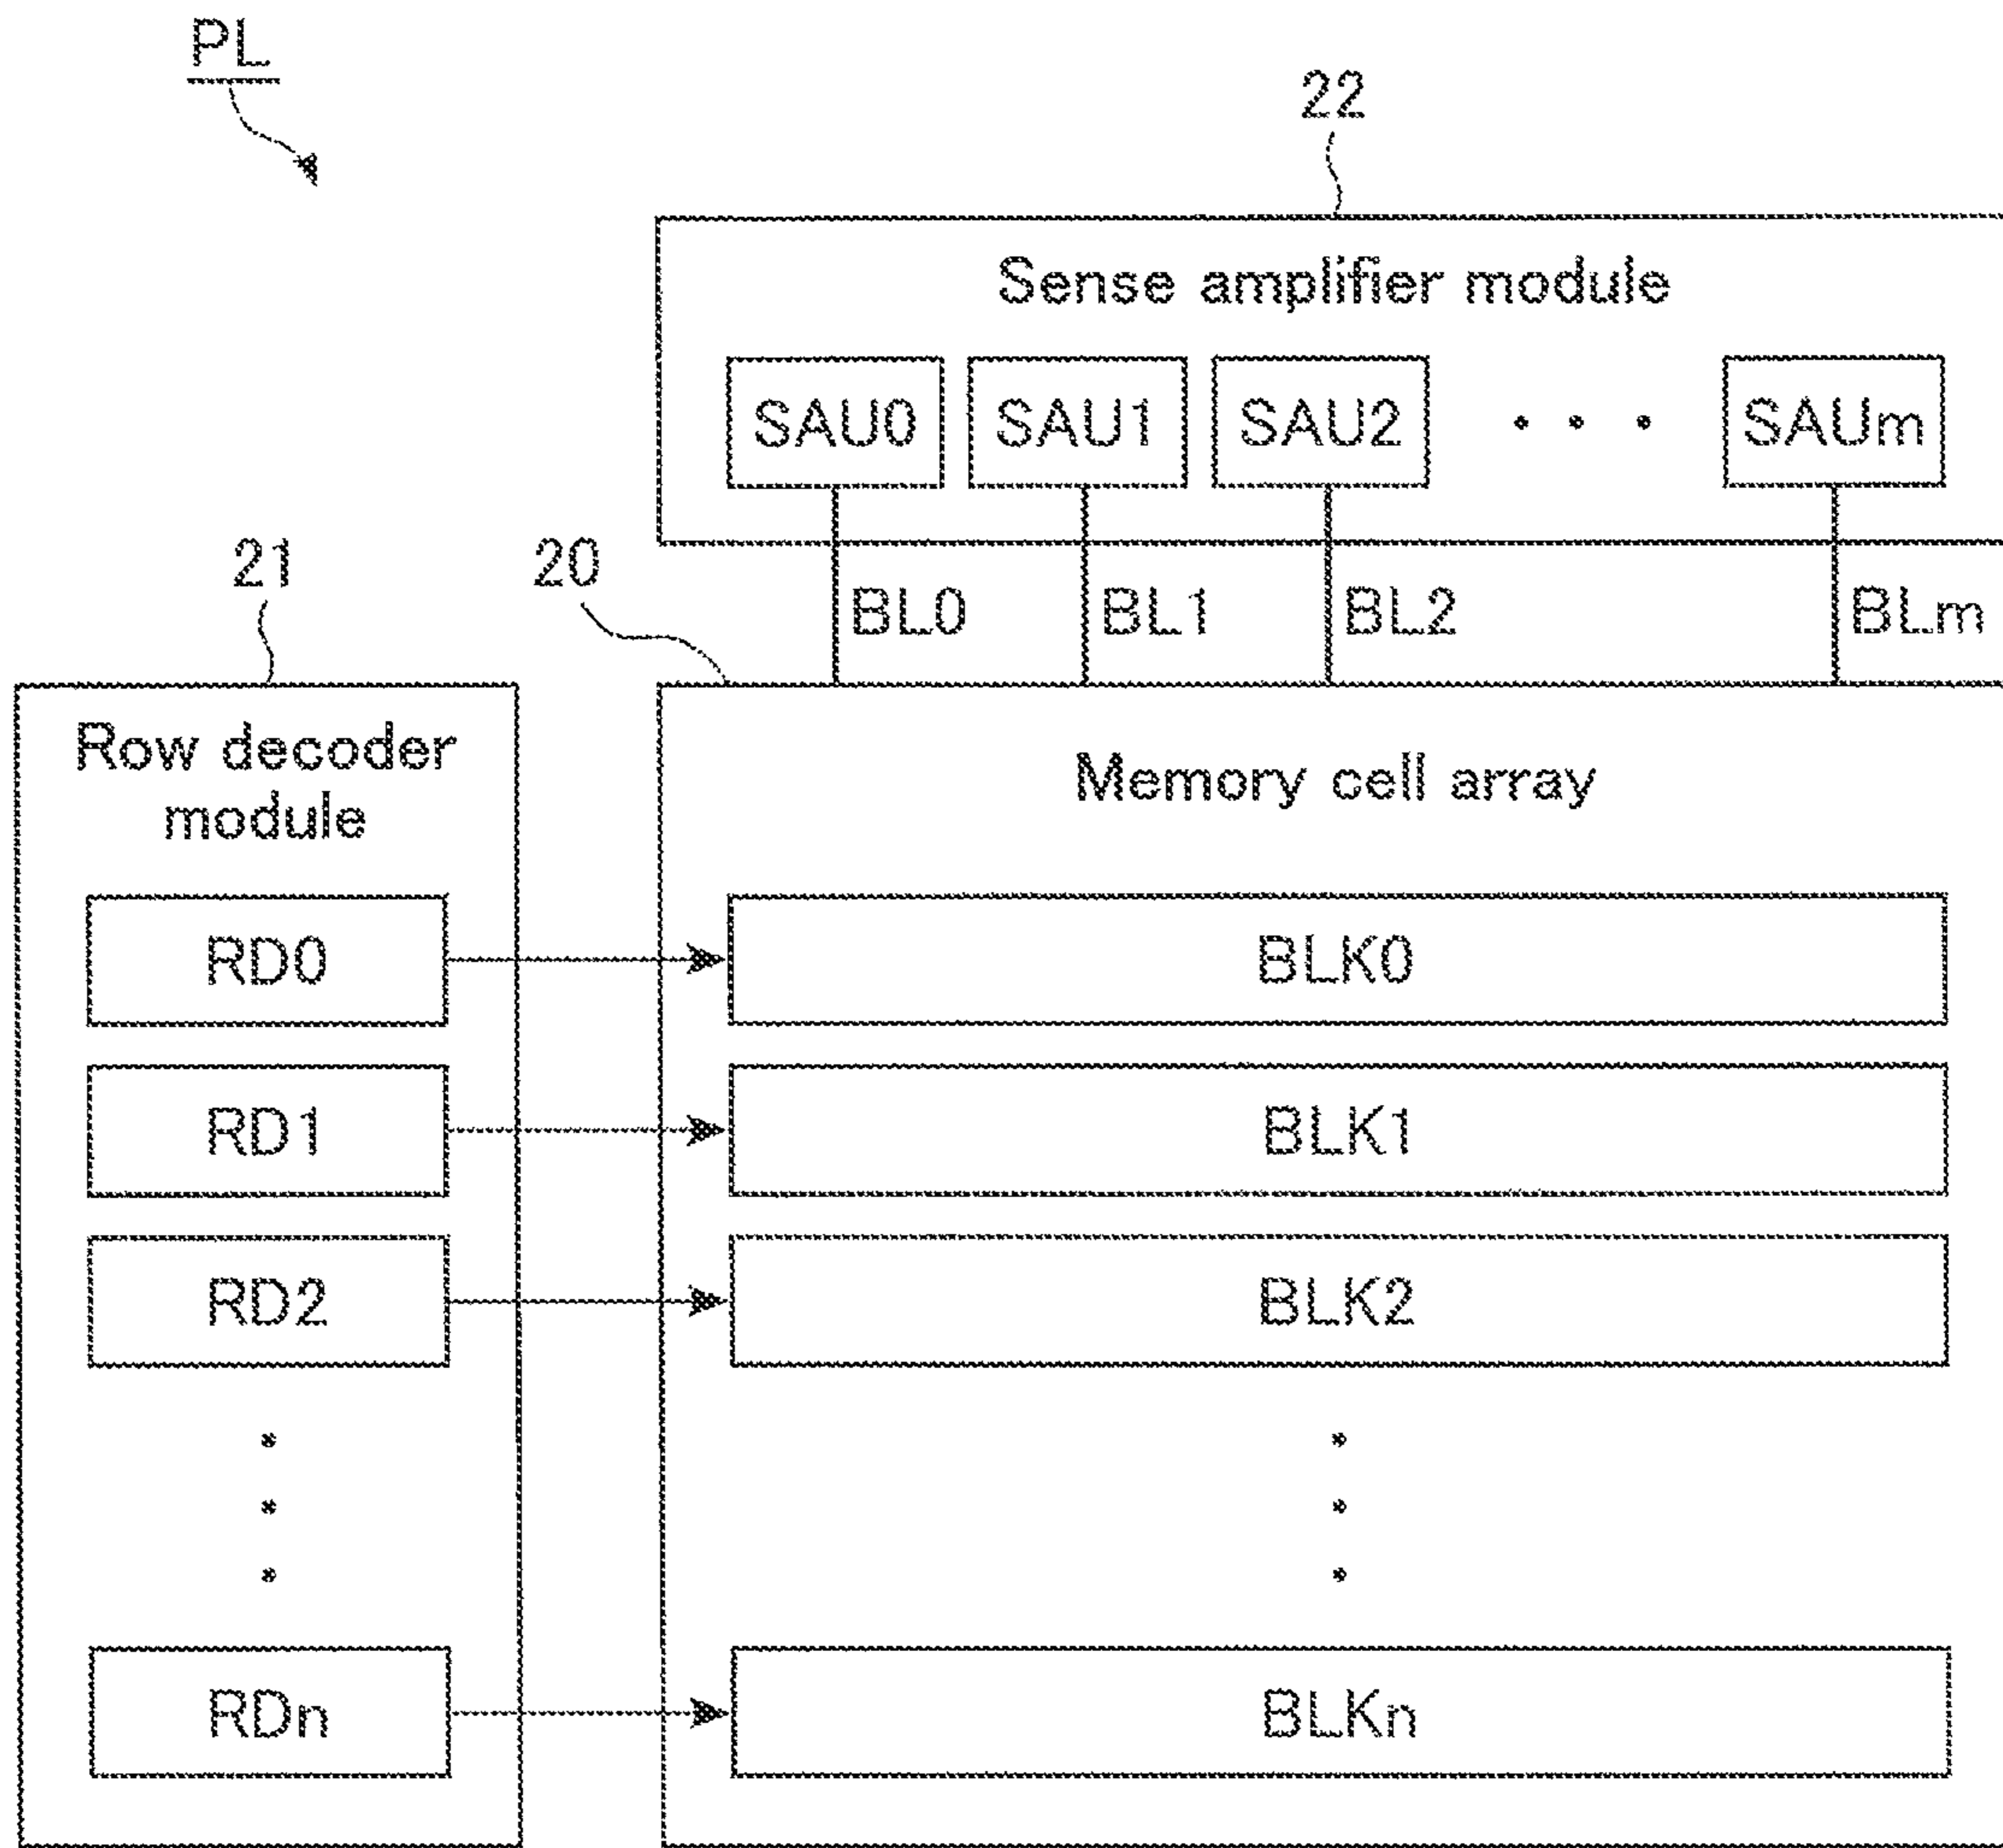 PL
22
Sense amplifier module
SAU0 SAU1 SAU2 . . . SAUm
21
20
BL0 BL1 BL2 BLm
Row decoder
module
Memory cell array
RD0
BLK0
RD1
BLK1
RD2
BLK2
RDn
BLKn